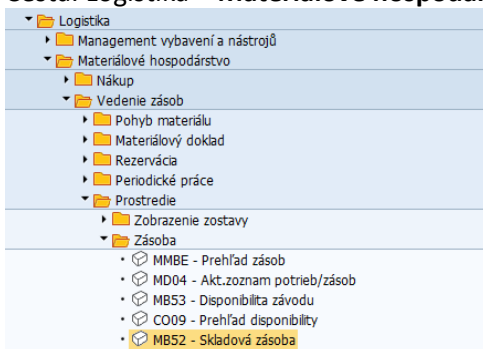 Logistika
Management vybavení a nástrojů
Materiálové hospodárstvo
Nákup
Vedenie zásob
Pohyb materiálu
Materiálový doklad
Rezervácia
Periodické práce
Prostredie
Zobrazenie zostavy
Zásoba
MMBE - Prehľad zásob
MD04 - Akt.zoznam potrieb/zásob
MB53 - Disponibilita závodu
CO09 - Prehľad disponibility
MB52 - Skladová zásoba